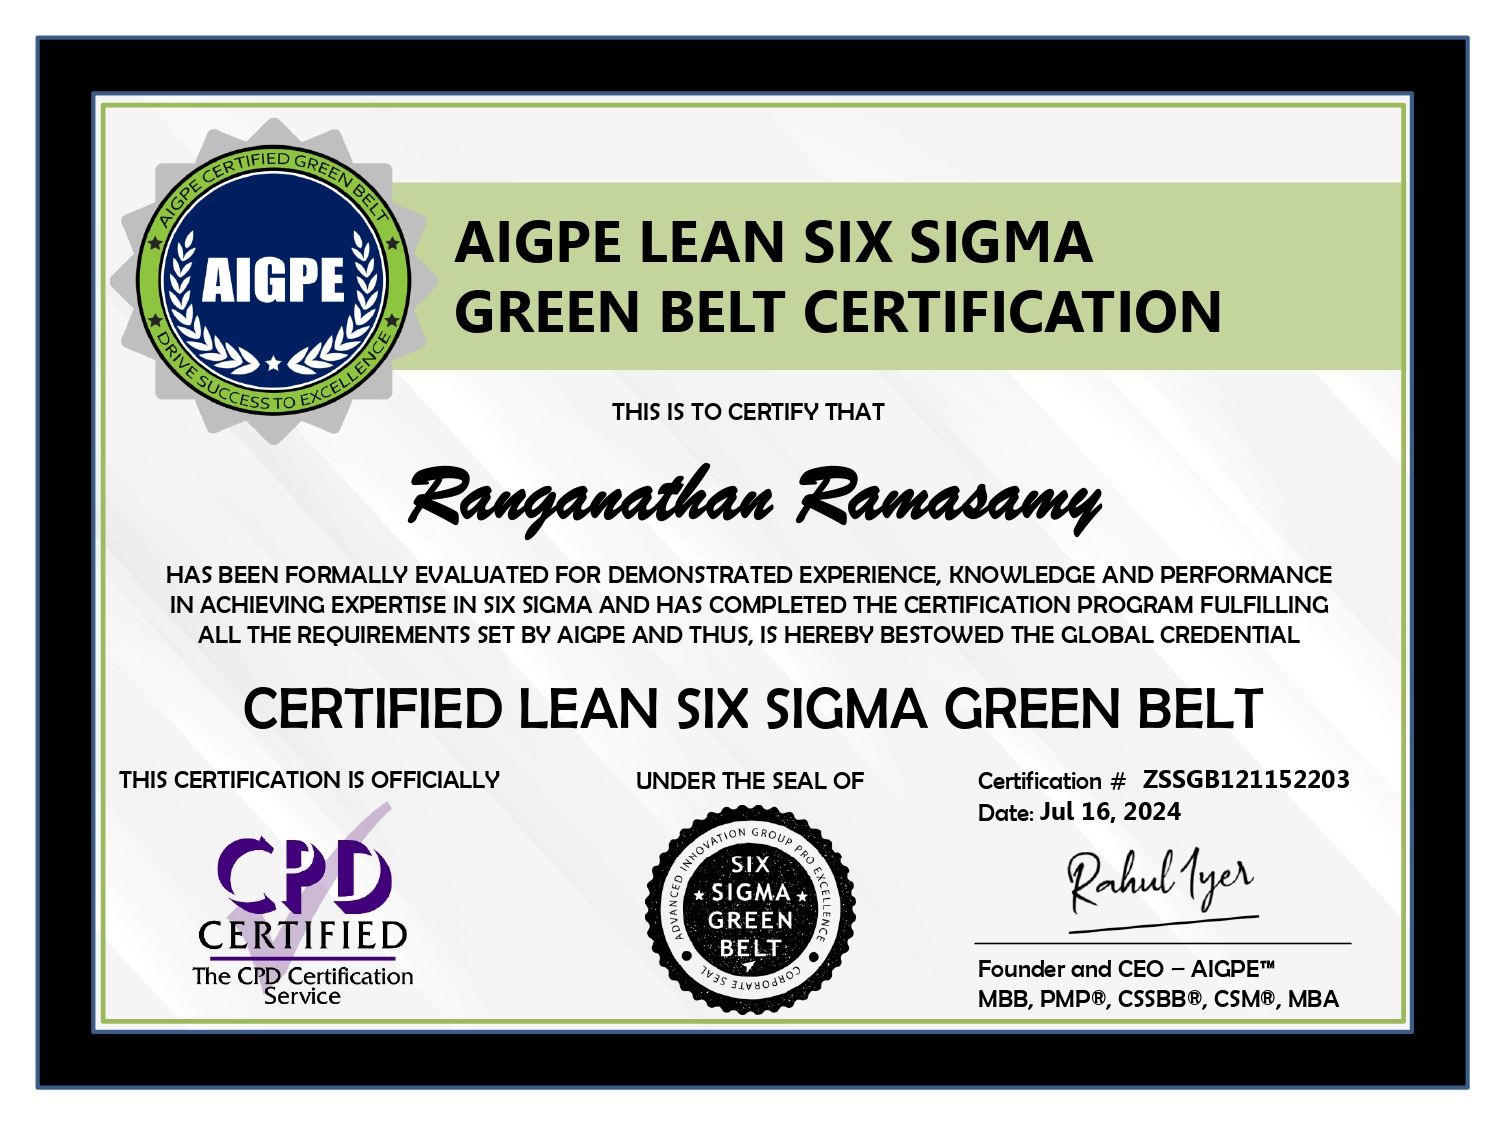 AIGPE CERTIFIED GREEN BELT
AIGPE
DRIVE SUCCESS TO EXCELLENCE
AIGPE LEAN SIX SIGMA
GREEN BELT CERTIFICATION
THIS IS TO CERTIFY THAT
Ranganathan Ramasamy
HAS BEEN FORMALLY EVALUATED FOR DEMONSTRATED EXPERIENCE, KNOWLEDGE AND PERFORMANCE
IN ACHIEVING EXPERTISE IN SIX SIGMA AND HAS COMPLETED THE CERTIFICATION PROGRAM FULFILLING
ALL THE REQUIREMENTS SET BY AIGPE AND THUS, IS HEREBY BESTOWED THE GLOBAL CREDENTIAL
CERTIFIED LEAN SIX SIGMA GREEN BELT
THIS CERTIFICATION IS OFFICIALLY
CPD
CERTIFIED
The CPD Certification
Service
UNDER THE SEAL OF
ADVANCED INNOVATION GROUP PRO EXCELLENCE
SIX
SIGMA
GREEN
BELT
CORPORATE SEAL
Certification # ZSSGB121152203
Date: Jul 16, 2024
Rahul Iyer
Founder and CEO – AIGPE™
MBB, PMP®, CSSBB®, CSM®, MBA